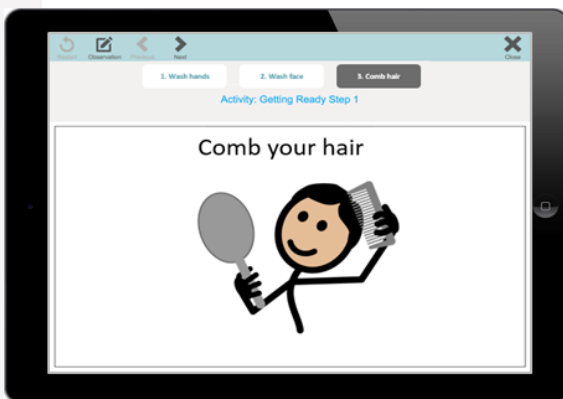 Restart Observation Previous Next Close
1. Wash hands 2. Wash face 3. Comb hair
Activity: Getting Ready Step 1
Comb your hair